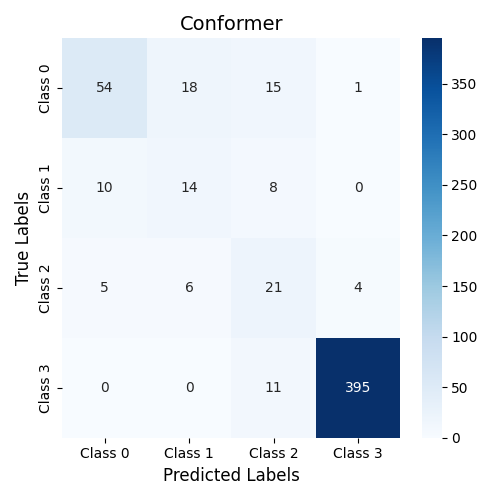 Conformer
True Labels
Class 0
54 18 15 1
Class 1
10 14 8 0
Class 2
5 6 21 4
Class 3
0 0 11 395
Class 0 Class 1 Class 2 Class 3
Predicted Labels
350
300
250
200
150
100
50
0